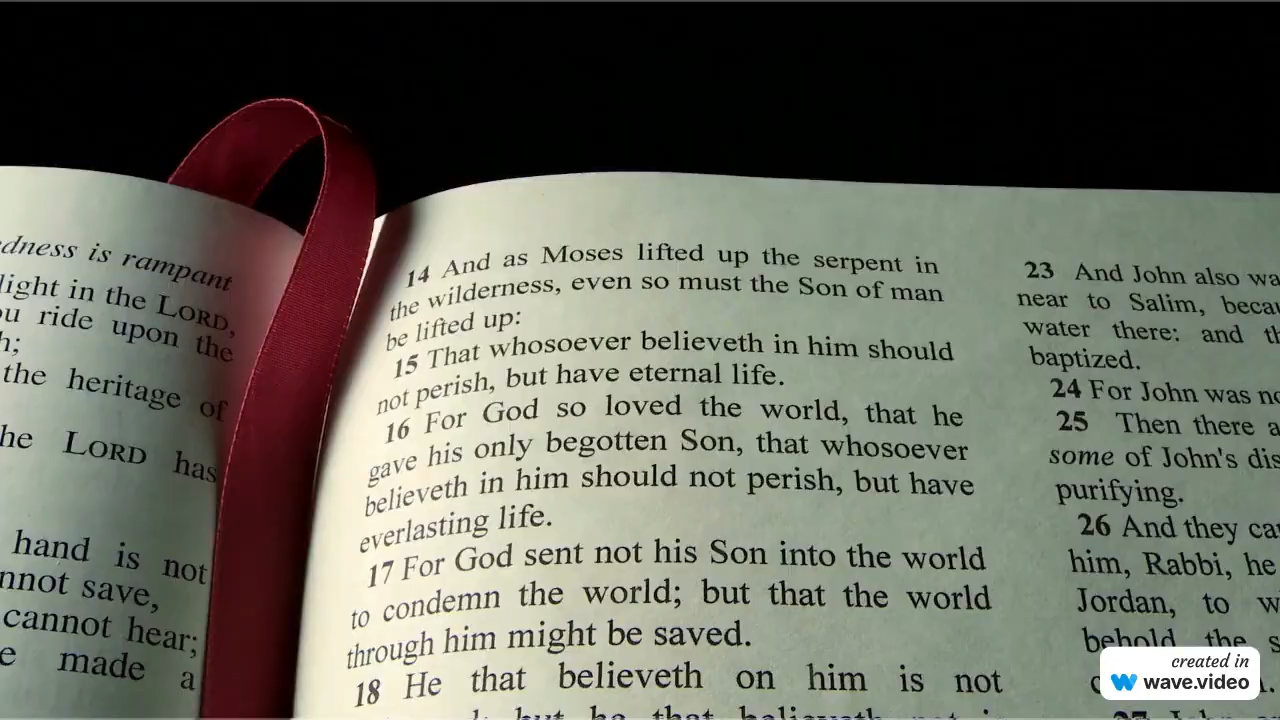 dness is rampant
light in the LORD,
ou ride upon the
h;
the heritage of
he LORD has
hand is not
nnot save,
cannot hear;
e made a
14 And as Moses lifted up the serpent in
the wilderness, even so must the Son of man
be lifted up:
15 That whosoever believeth in him should
not perish, but have eternal life.
16 For God so loved the world, that he
gave his only begotten Son, that whosoever
believeth in him should not perish, but have
everlasting life.
17 For God sent not his Son into the world
to condemn the world; but that the world
through him might be saved.
18 He that believeth on him is not
but he that believeth not
23 And John also wa
near to Salim, becau
water there: and th
baptized.
24 For John was no
25 Then there a
some of John's dis
purifying.
26 And they ca
him, Rabbi, he
Jordan, to w
behold, the s
27
created in
wave.video